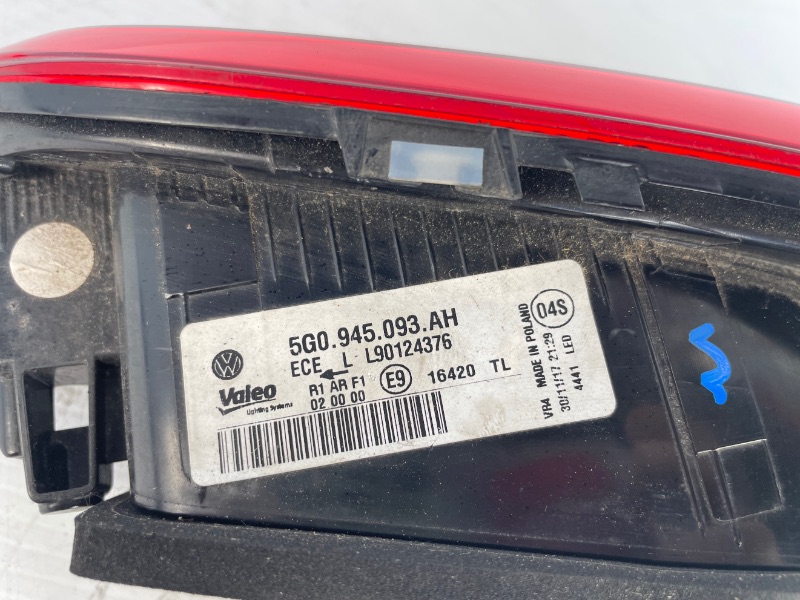 5G0.945.093.AH
ECE L L90124376
Valeo
Lighting Systems
R1 AR F1
02 00 00
E9
16420 TL
VR4 MADE IN POLAND
30/11/17 21:29
4441 LED
04S